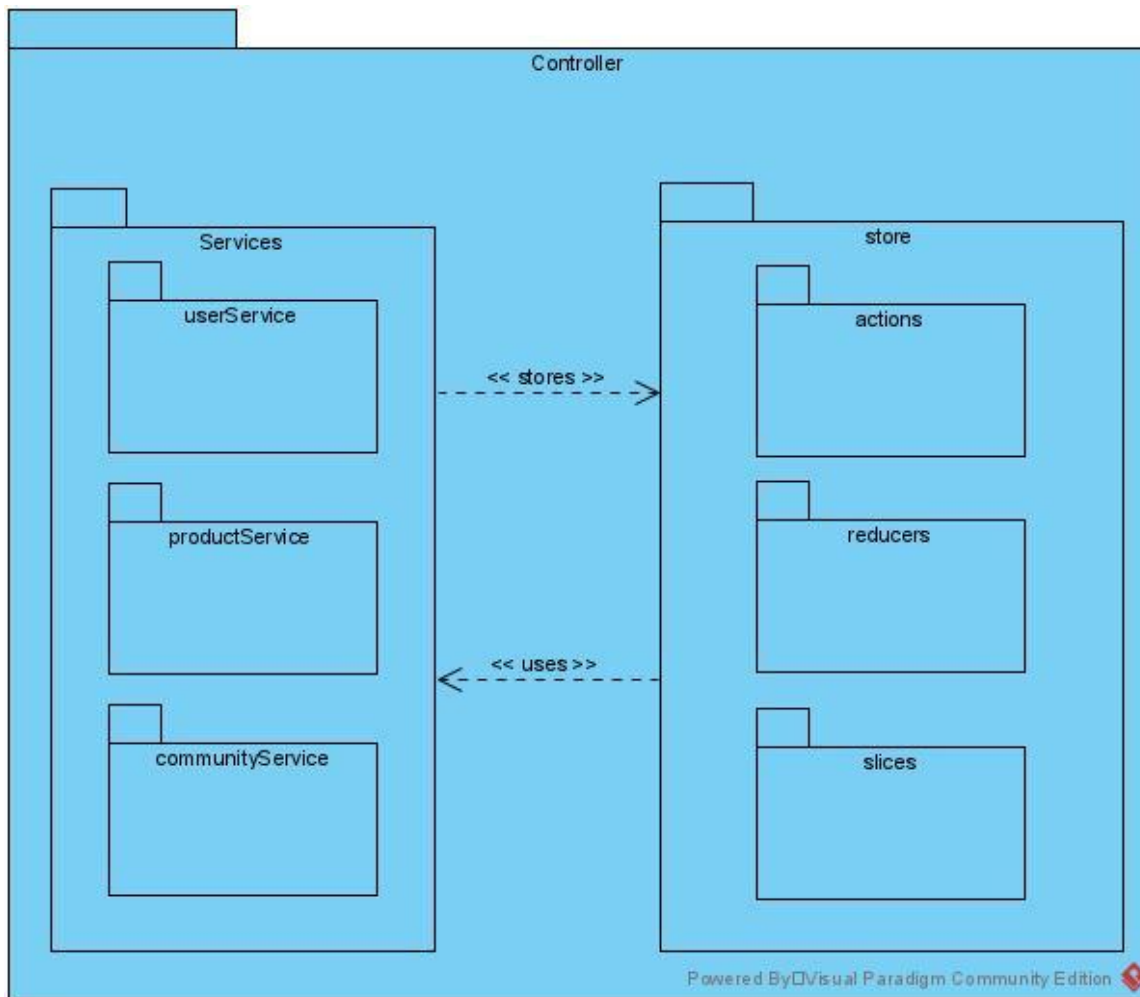 Controller
Services
store
userService
actions
<< stores >>
productService
reducers
<< uses >>
communityService
slices
Powered By□Visual Paradigm Community Edition